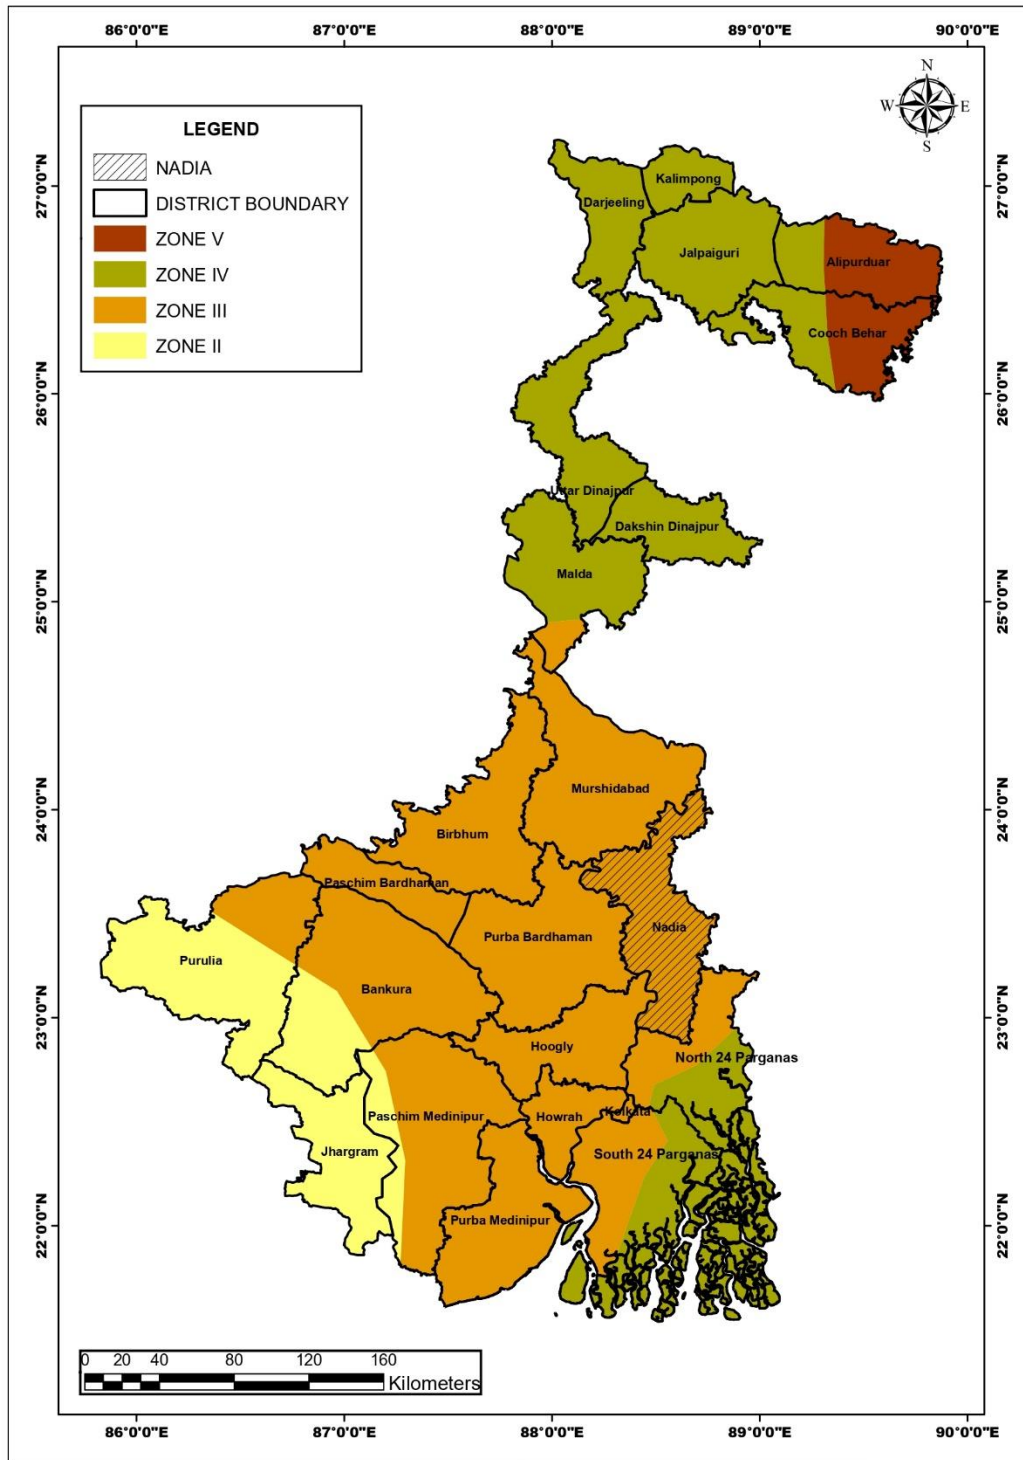 86°0'0"E 87°0'0"E 88°0'0"E 89°0'0"E 90°0'0"E
N
W E
S
LEGEND
NADIA
DISTRICT BOUNDARY
ZONE V
ZONE IV
ZONE III
ZONE II
27°0'0"N 27°0'0"N
26°0'0"N 26°0'0"N
25°0'0"N 25°0'0"N
24°0'0"N 24°0'0"N
23°0'0"N 23°0'0"N
22°0'0"N 22°0'0"N
Kalimpong
Darjeeling
Jalpaiguri
Alipurduar
Cooch Behar
Uttar Dinajpur
Dakshin Dinajpur
Malda
Murshidabad
Birbhum
Paschim Bardhaman
Nadia
Purba Bardhaman
Purulia
Bankura
Hoogly
North 24 Parganas
Kolkata
Paschim Medinipur
Howrah
Jhargram
South 24 Parganas
Purba Medinipur
0 20 40 80 120 160
Kilometers
86°0'0"E 87°0'0"E 88°0'0"E 89°0'0"E 90°0'0"E